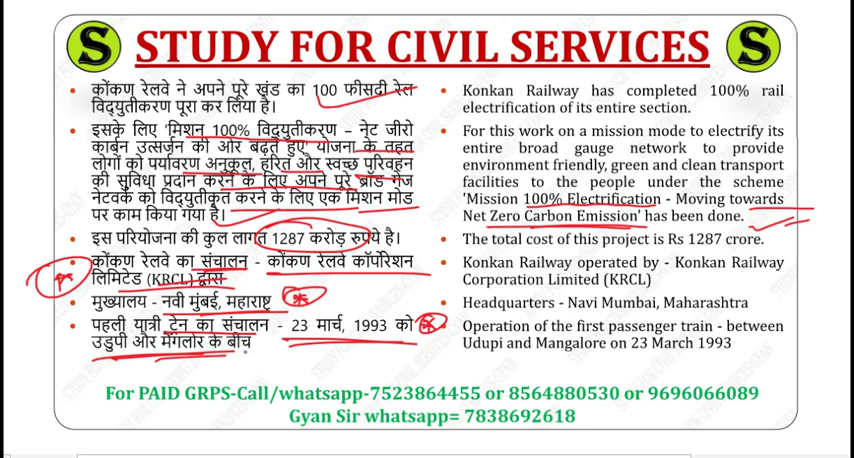 S STUDY FOR CIVIL SERVICES S
• कोंकण रेलवे ने अपने पूरे खंड का 100 फीसदी रेल
विद्युतीकरण पूरा कर लिया है।
• इसके लिए 'मिशन 100% विद्युतीकरण – नेट जीरो
कार्बन उत्सर्जन की ओर बढ़ते हुए' योजना के तहत
लोगों को पर्यावरण अनुकूल, हरित और स्वच्छ परिवहन
की सुविधा प्रदान करने के लिए अपने पूरे ब्रॉड गेज
नेटवर्क को विद्युतीकृत करने के लिए एक मिशन मोड
पर काम किया गया है।
• इस परियोजना की कुल लागत 1287 करोड़ रुपये है।
• कोंकण रेलवे का संचालन - कोंकण रेलवे कॉर्पोरेशन
लिमिटेड (KRCL) द्वारा
• मुख्यालय - नवी मुंबई, महाराष्ट्र
• पहली यात्री ट्रेन का संचालन - 23 मार्च, 1993 को
उडुपी और मैंगलोर के बीच
• Konkan Railway has completed 100% rail
electrification of its entire section.
• For this work on a mission mode to electrify its
entire broad gauge network to provide
environment friendly, green and clean transport
facilities to the people under the scheme
'Mission 100% Electrification - Moving towards
Net Zero Carbon Emission' has been done.
• The total cost of this project is Rs 1287 crore.
• Konkan Railway operated by - Konkan Railway
Corporation Limited (KRCL)
• Headquarters - Navi Mumbai, Maharashtra
• Operation of the first passenger train - between
Udupi and Mangalore on 23 March 1993
For PAID GRPS-Call/whatsapp-7523864455 or 8564880530 or 9696066089
Gyan Sir whatsapp= 7838692618